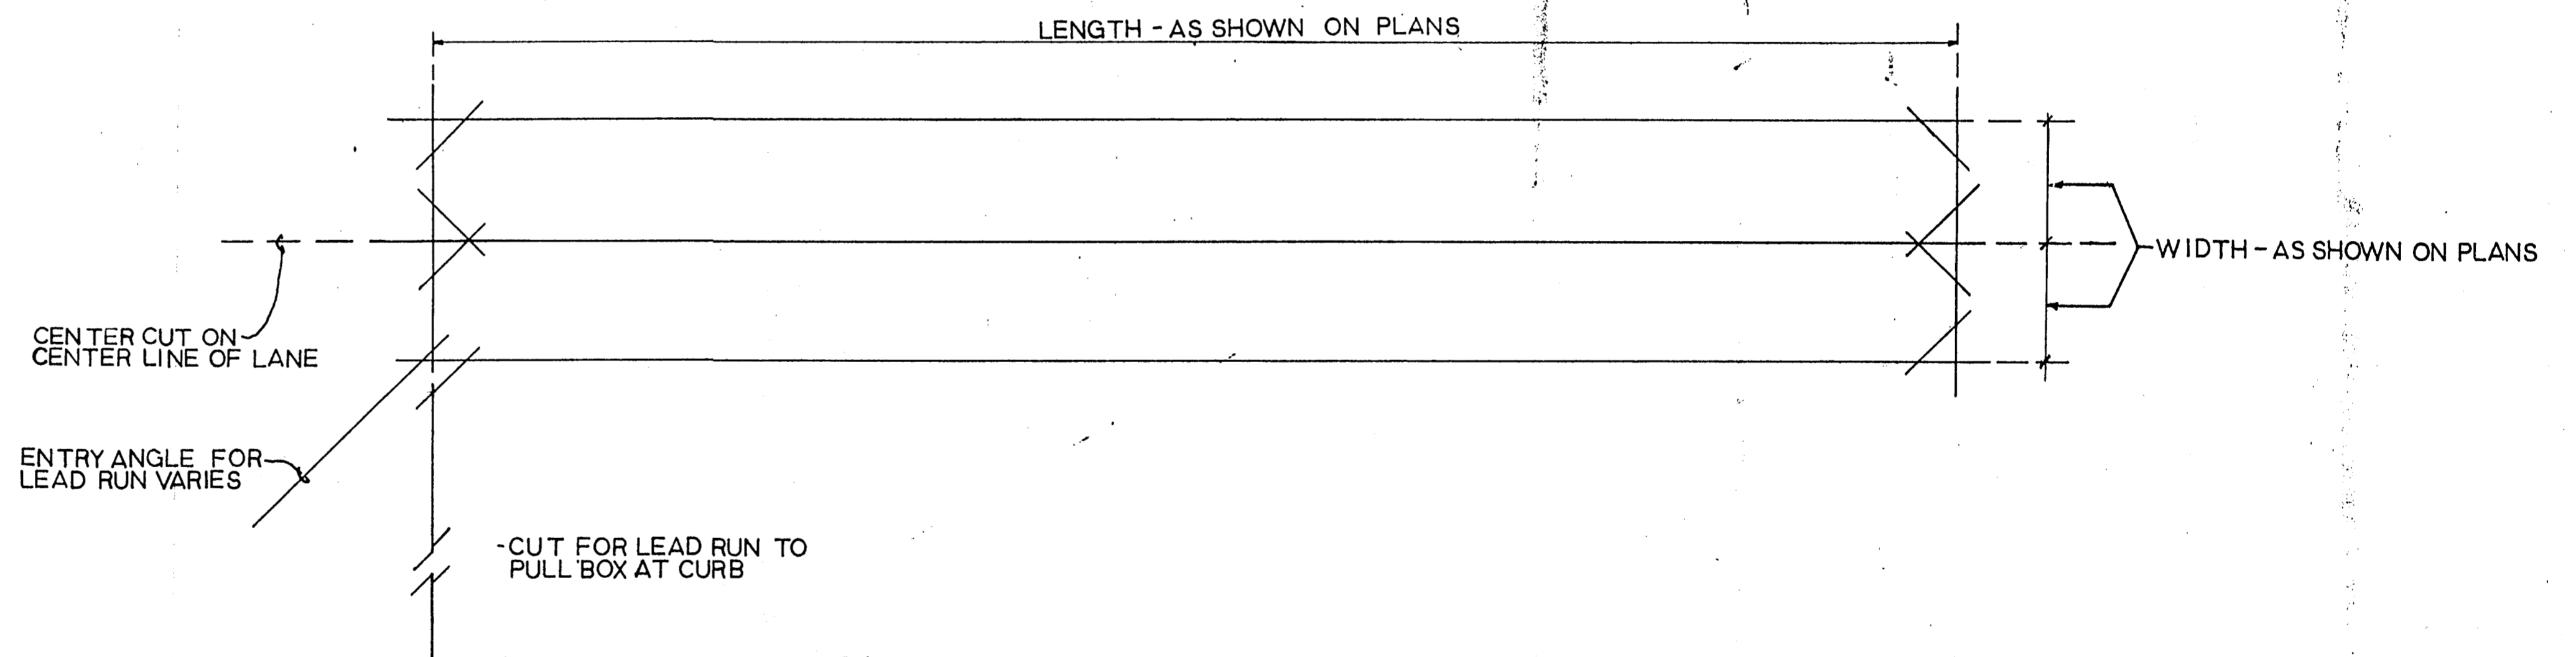 LENGTH - AS SHOWN ON PLANS
WIDTH - AS SHOWN ON PLANS
CENTER CUT ON
CENTER LINE OF LANE
ENTRY ANGLE FOR
LEAD RUN VARIES
-CUT FOR LEAD RUN TO
PULL BOX AT CURB